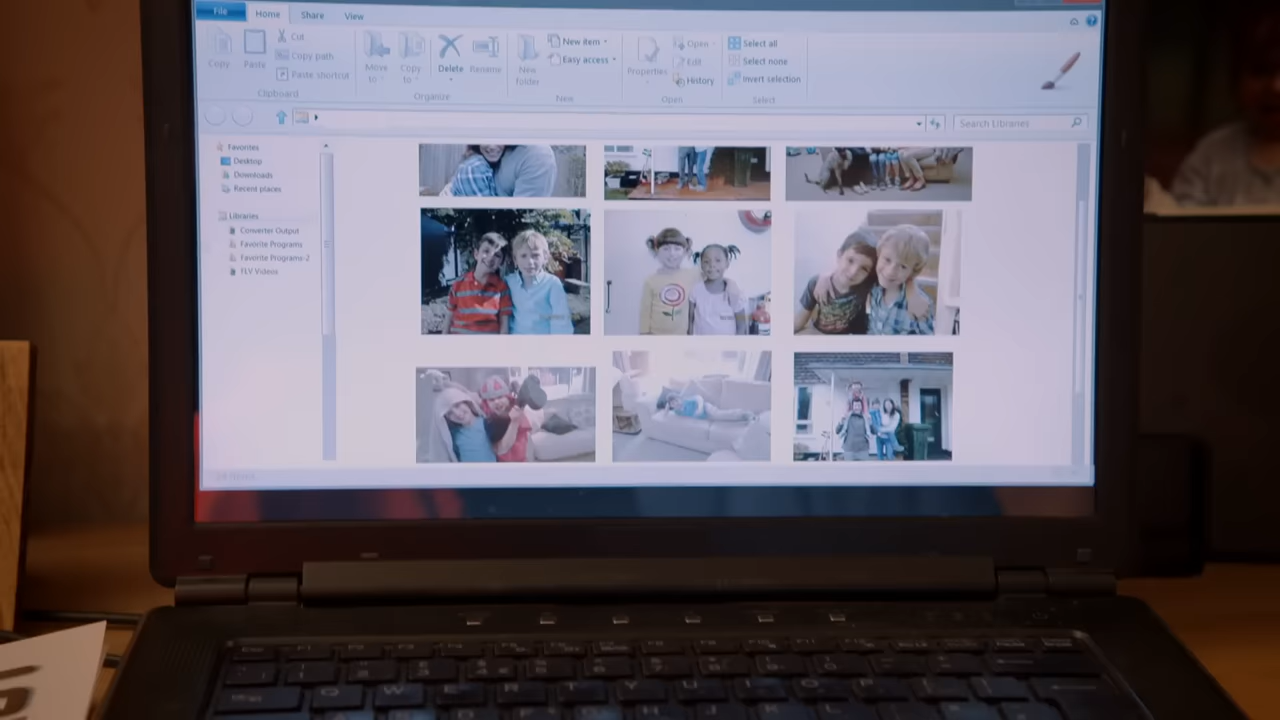 File Home Share View
Cut
Copy path
Paste shortcut
Copy Paste
Clipboard
Move to
Copy to
Delete
Rename
Organize
New folder
New item
Easy access
New
Properties
Open
Edit
History
Open
Select all
Select none
Invert selection
Select
Search Libraries
Favorites
Desktop
Downloads
Recent places
Libraries
Converter Output
Favorite Programs
Favorite Programs-2
FLV Videos